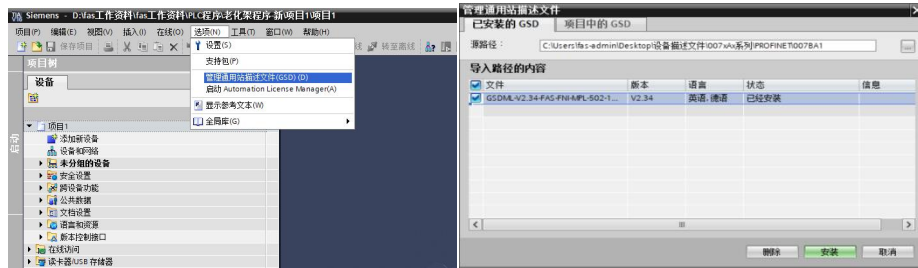 Siemens - D:\fas工作资料\fas工作资料\PLC程序\老化架程序-新\项目1\项目1
项目(P) 编辑(E) 视图(V) 插入(I) 在线(O) 选项(N) 工具(T) 窗口(W) 帮助(H)
保存项目
转至离线
设置(S)
支持包(P)
管理通用站描述文件(GSD) (D)
启动 Automation License Manager(A)
显示参考文本(W)
全局库(G)
项目树
设备
启动
项目1
添加新设备
设备和网络
未分组的设备
安全设置
跨设备功能
公共数据
文档设置
语言和资源
版本控制接口
在线访问
读卡器/USB 存储器
管理通用站描述文件
已安装的 GSD 项目中的 GSD
源路径: C:\Users\fas-admin\Desktop\设备描述文件\007xAx系列\PROFINET\007BA1
导入路径的内容
文件 版本 语言 状态 信息
GSDML-V2.34-FAS-FNI-MPL-502-1... V2.34 英语, 德语 已经安装
删除 安装 取消